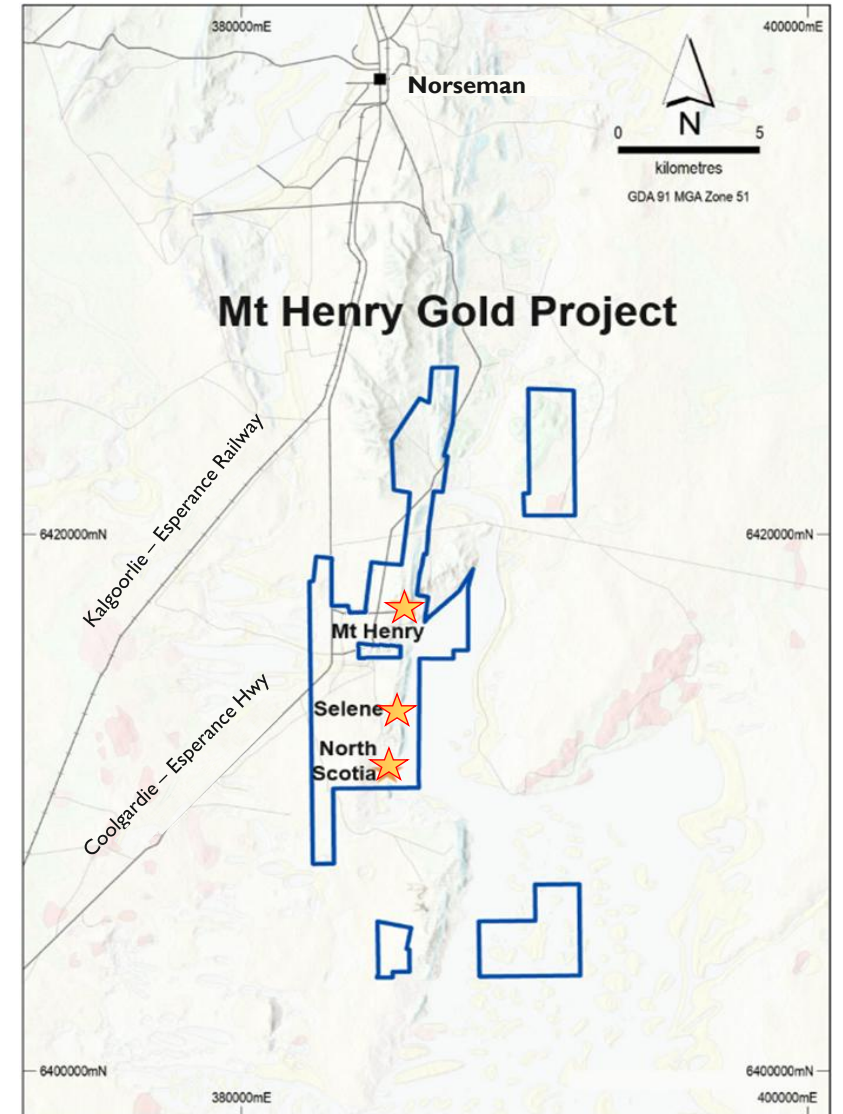 380000mE
400000mE
Norseman
N
0
5
kilometres
GDA 91 MGA Zone 51
Mt Henry Gold Project
Kalgoorlie – Esperance Railway
6420000mN
6420000mN
Mt Henry
Coolgardie – Esperance Hwy
Selene
North
Scotia
6400000mN
6400000mN
380000mE
400000mE